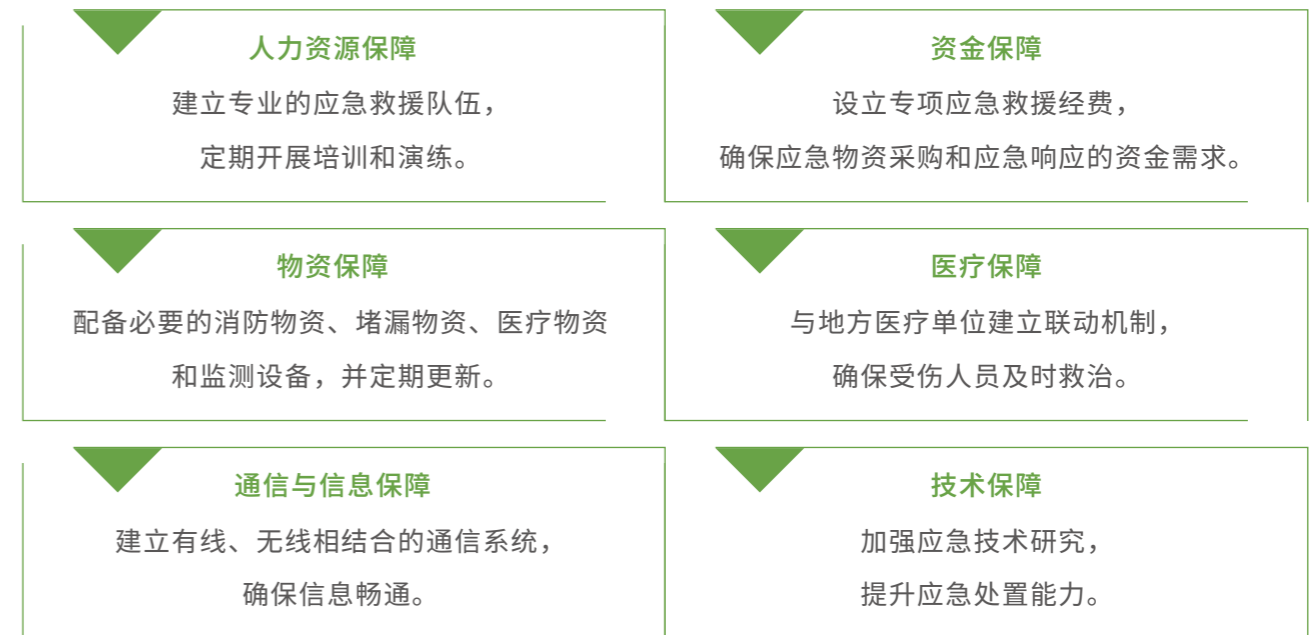 人力资源保障
建立专业的应急救援队伍，
定期开展培训和演练。
资金保障
设立专项应急救援经费，
确保应急物资采购和应急响应的资金需求。
物资保障
配备必要的消防物资、堵漏物资、医疗物资
和监测设备，并定期更新。
医疗保障
与地方医疗单位建立联动机制，
确保受伤人员及时救治。
通信与信息保障
建立有线、无线相结合的通信系统，
确保信息畅通。
技术保障
加强应急技术研究，
提升应急处置能力。